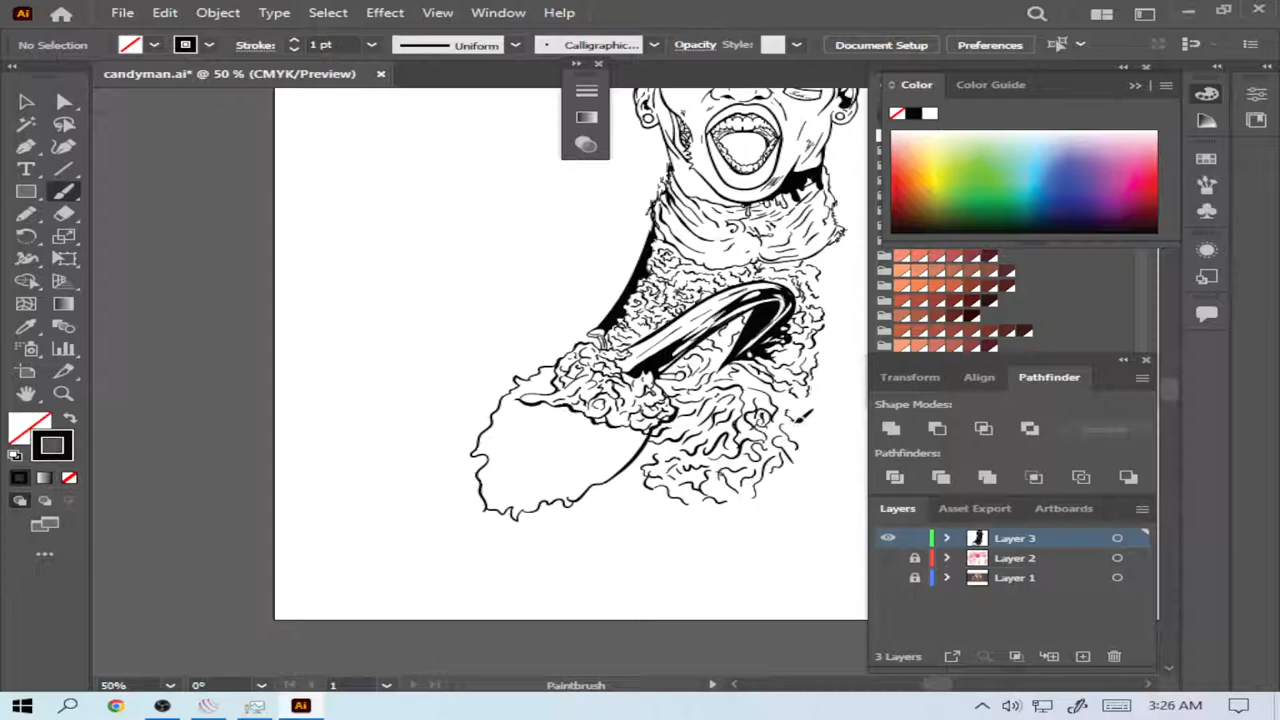 Ai File Edit Object Type Select Effect View Window Help
No Selection Stroke: 1 pt Uniform Calligraphic... Opacity Style: Document Setup Preferences
candyman.ai* @ 50 % (CMYK/Preview)
Color Color Guide
Transform Align Pathfinder
Shape Modes:
Pathfinders:
Layers Asset Export Artboards
Layer 3
Layer 2
Layer 1
3 Layers
50% 0° 1 Paintbrush
Ai 3:26 AM